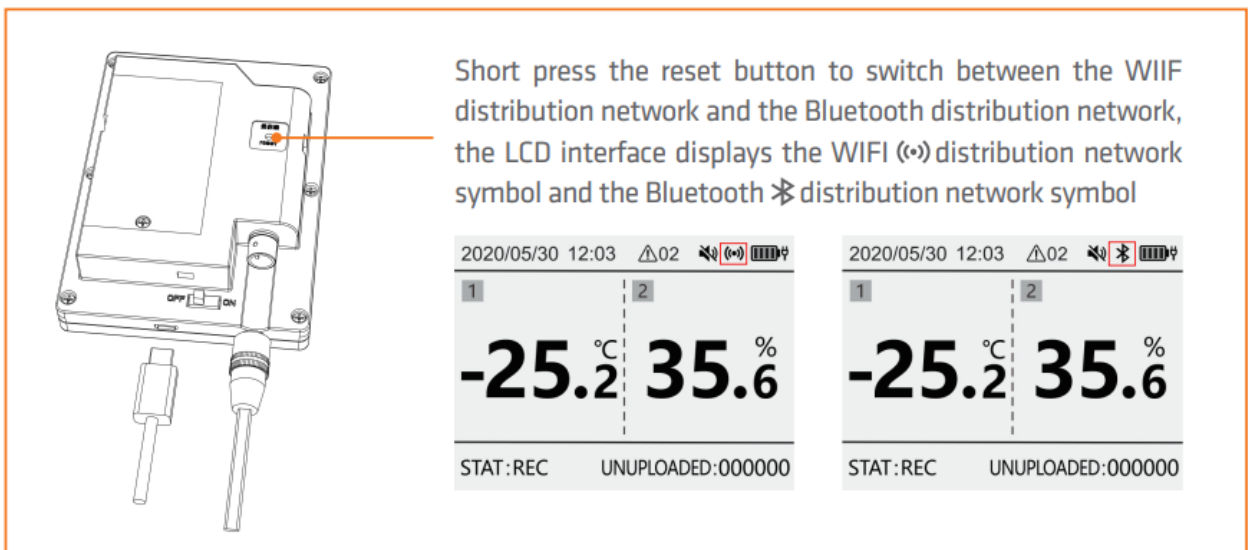 Short press the reset button to switch between the WIIF
distribution network and the Bluetooth distribution network,
the LCD interface displays the WIFI distribution network
symbol and the Bluetooth distribution network symbol
OFF ON
2020/05/30 12:03 02
1 2
-25.2 ℃ 35.6 %
STAT:REC UNUPLOADED:000000
2020/05/30 12:03 02
1 2
-25.2 ℃ 35.6 %
STAT:REC UNUPLOADED:000000